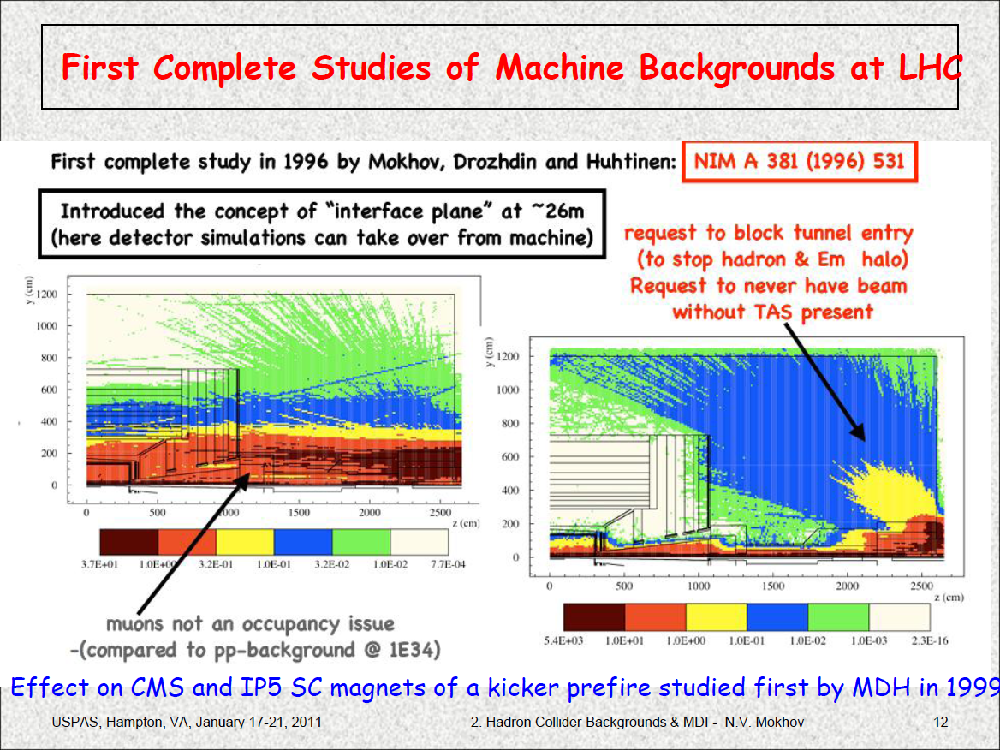 First Complete Studies of Machine Backgrounds at LHC
First complete study in 1996 by Mokhov, Drozhdin and Huhtinen: NIM A 381 (1996) 531
Introduced the concept of “interface plane” at ~26m
(here detector simulations can take over from machine)
request to block tunnel entry
(to stop hadron & Em halo)
Request to never have beam
without TAS present
y (cm)
1200
1000
800
600
400
200
0
0 500 1000 1500 2000 2500
z (cm)
3.7E+01 1.0E+00 3.2E-01 1.0E-01 3.2E-02 1.0E-02 7.7E-04
y (cm)
1200
1000
800
600
400
200
0
0 500 1000 1500 2000 2500
z (cm)
5.4E+03 1.0E+01 1.0E+00 1.0E-01 1.0E-02 1.0E-03 2.3E-16
muons not an occupancy issue
-(compared to pp-background @ 1E34)
Effect on CMS and IP5 SC magnets of a kicker prefire studied first by MDH in 1999
USPAS, Hampton, VA, January 17-21, 2011 2. Hadron Collider Backgrounds & MDI - N.V. Mokhov 12